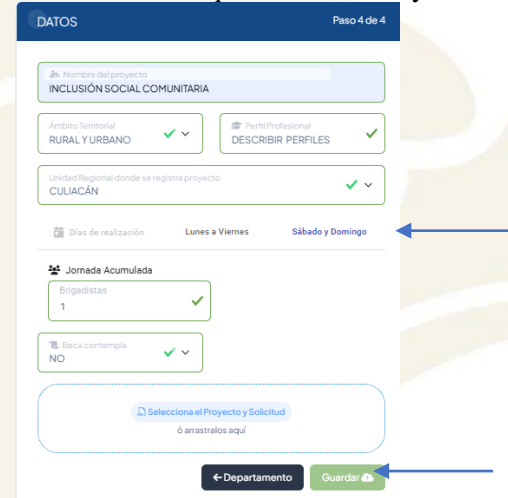 DATOS
Paso 4 de 4
Nombre del proyecto
INCLUSIÓN SOCIAL COMUNITARIA
Ámbito Territorial
RURAL Y URBANO
Perfil Profesional
DESCRIBIR PERFILES
Unidad Regional donde se registra proyecto
CULIACÁN
Días de realización
Lunes a Viernes
Sábado y Domingo
Jornada Acumulada
Brigadistas
1
Beca contempla
NO
Selecciona el Proyecto y Solicitud
ó arrastralos aquí
Departamento
Guardar